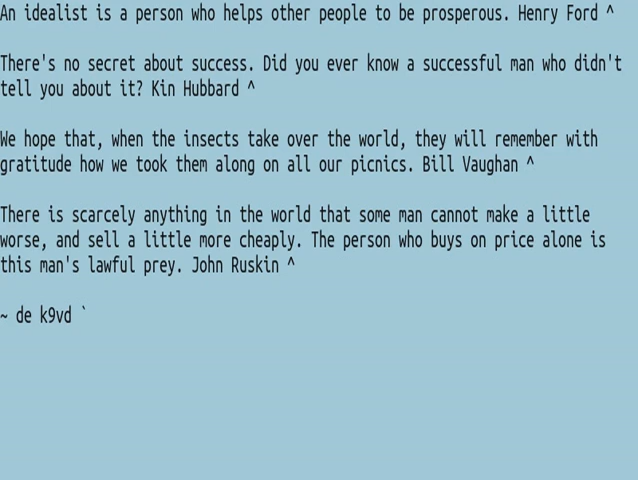 An idealist is a person who helps other people to be prosperous. Henry Ford ^
There's no secret about success. Did you ever know a successful man who didn't
tell you about it? Kin Hubbard ^
We hope that, when the insects take over the world, they will remember with
gratitude how we took them along on all our picnics. Bill Vaughan ^
There is scarcely anything in the world that some man cannot make a little
worse, and sell a little more cheaply. The person who buys on price alone is
this man's lawful prey. John Ruskin ^
~ de k9vd `